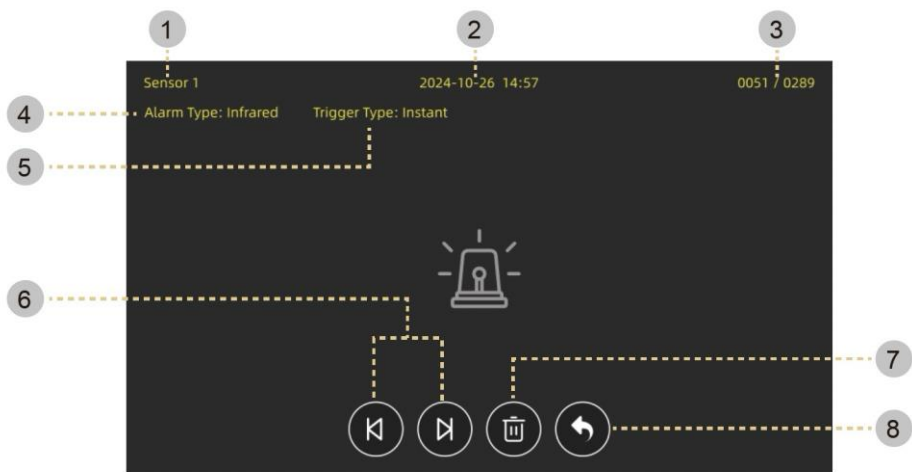 1 2 3
Sensor 1 2024-10-26 14:57 0051 / 0289
4 Alarm Type: Infrared Trigger Type: Instant
5
6
7
8